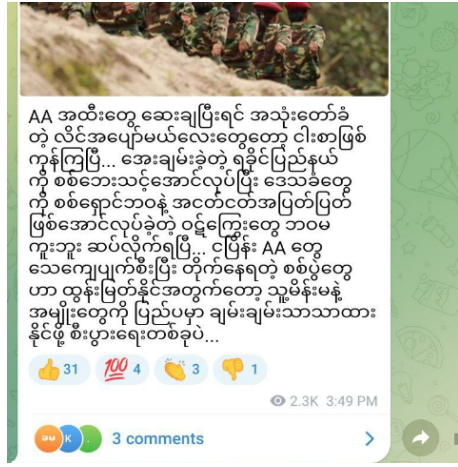 AA အထီးတွေ ဆေးချပြီးရင် အသုံးတော်ခံ
တဲ့ လိင်အပျော်မယ်လေးတွေတော့ ငါးစာဖြစ်
ကုန်ကြပြီ... အေးချမ်းခဲ့တဲ့ ရခိုင်ပြည်နယ်
ကို စစ်ဘေးသင့်အောင်လုပ်ပြီး ဒေသခံတွေ
ကို စစ်ရှောင်ဘဝနဲ့ အငတ်ငတ်အပြတ်ပြတ်
ဖြစ်အောင်လုပ်ခဲ့တဲ့ ဝဋ်ကြွေးတွေ ဘဝမ
ကူးဘူး ဆပ်လိုက်ရပြီ... ငပြိန်း AA တွေ
သေကျေပျက်စီးပြီး တိုက်နေရတဲ့ စစ်ပွဲတွေ
ဟာ ထွန်းမြတ်နိုင်အတွက်တော့ သူ့မိန်းမနဲ့
အမျိုးတွေကို ပြည်ပမှာ ချမ်းချမ်းသာသာထား
နိုင်ဖို့ စီးပွားရေးတစ်ခုပဲ...
31 100 4 3 1
2.3K 3:49 PM
K . 3 comments